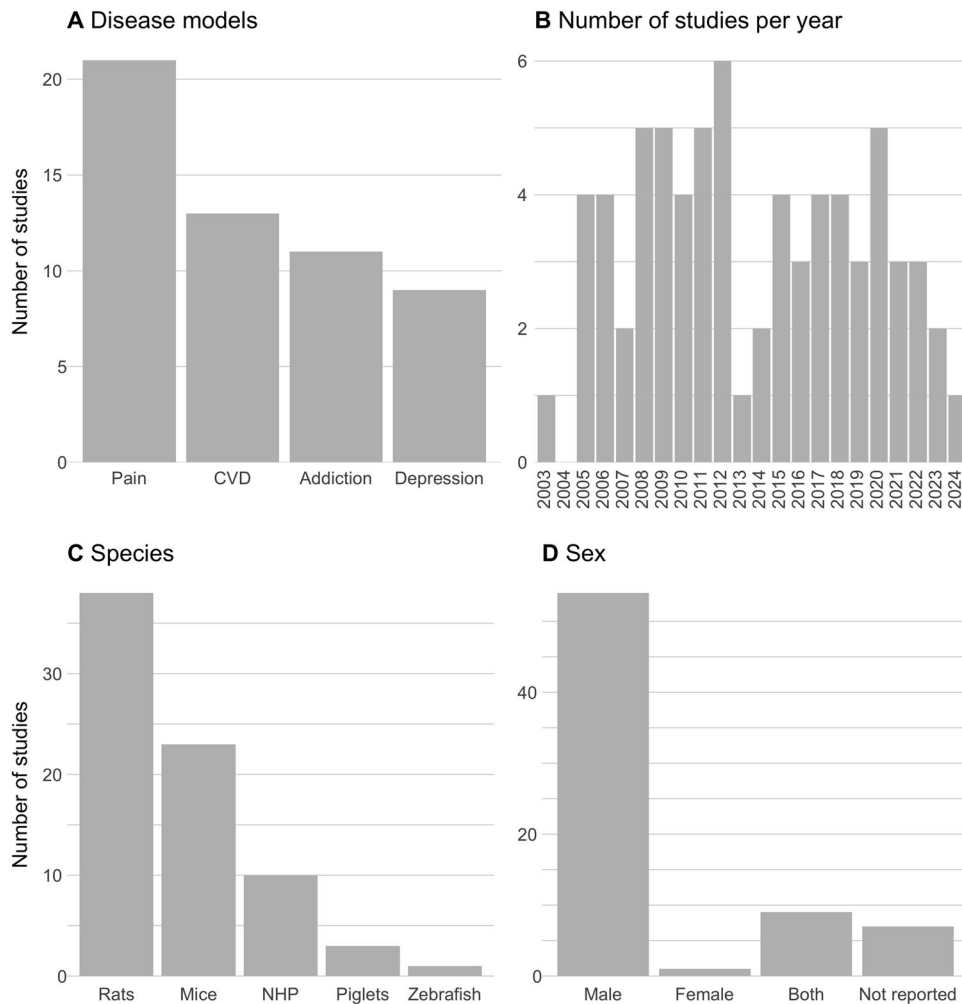 A Disease models
Number of studies
20
15
10
5
0
Pain CVD Addiction Depression
B Number of studies per year
6
4
2
0
2003 2004 2005 2006 2007 2008 2009 2010 2011 2012 2013 2014 2015 2016 2017 2018 2019 2020 2021 2022 2023 2024
C Species
Number of studies
30
20
10
0
Rats Mice NHP Piglets Zebrafish
D Sex
40
20
0
Male Female Both Not reported